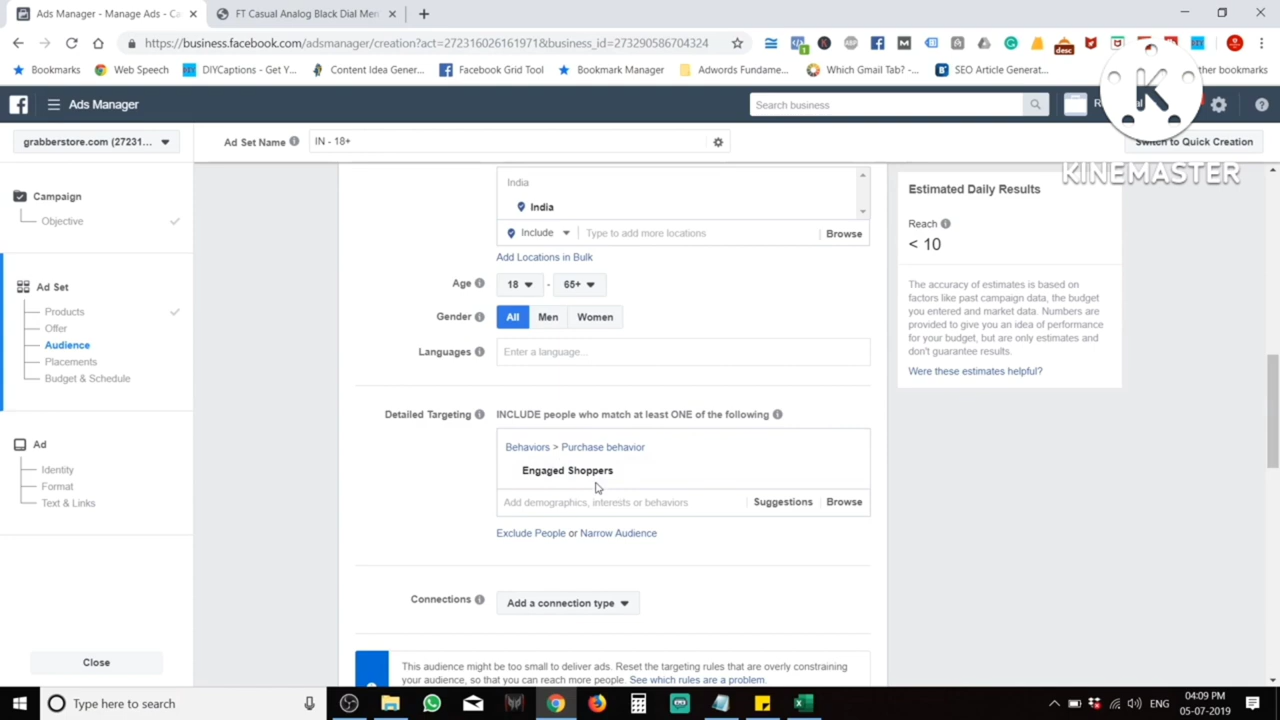 Ads Manager - Manage Ads - Ca
FT Casual Analog Black Dial Men
https://business.facebook.com/adsmanager/creation?act=272316026161971&business_id=273290586704324
Bookmarks
Web Speech
DIYCaptions - Get Y...
Content Idea Gener...
Facebook Grid Tool
Bookmark Manager
Adwords Fundame...
Which Gmail Tab? -...
SEO Article Generat...
other bookmarks
desc
K
KINEMASTER
Ads Manager
Search business
grabberstore.com (27231...
Ad Set Name
IN - 18+
Switch to Quick Creation
Campaign
Objective
Ad Set
Products
Offer
Audience
Placements
Budget & Schedule
Ad
Identity
Format
Text & Links
Close
India
India
Include
Type to add more locations
Browse
Add Locations in Bulk
Age
18
-
65+
Gender
All
Men
Women
Languages
Enter a language...
Detailed Targeting
INCLUDE people who match at least ONE of the following
Behaviors > Purchase behavior
Engaged Shoppers
Add demographics, interests or behaviors
Suggestions
Browse
Exclude People or Narrow Audience
Connections
Add a connection type
This audience might be too small to deliver ads. Reset the targeting rules that are overly constraining
your audience, so that you can reach more people. See which rules are a problem.
Estimated Daily Results
Reach
< 10
The accuracy of estimates is based on
factors like past campaign data, the budget
you entered and market data. Numbers are
provided to give you an idea of performance
for your budget, but are only estimates and
don't guarantee results.
Were these estimates helpful?
Type here to search
ENG
04:09 PM
05-07-2019